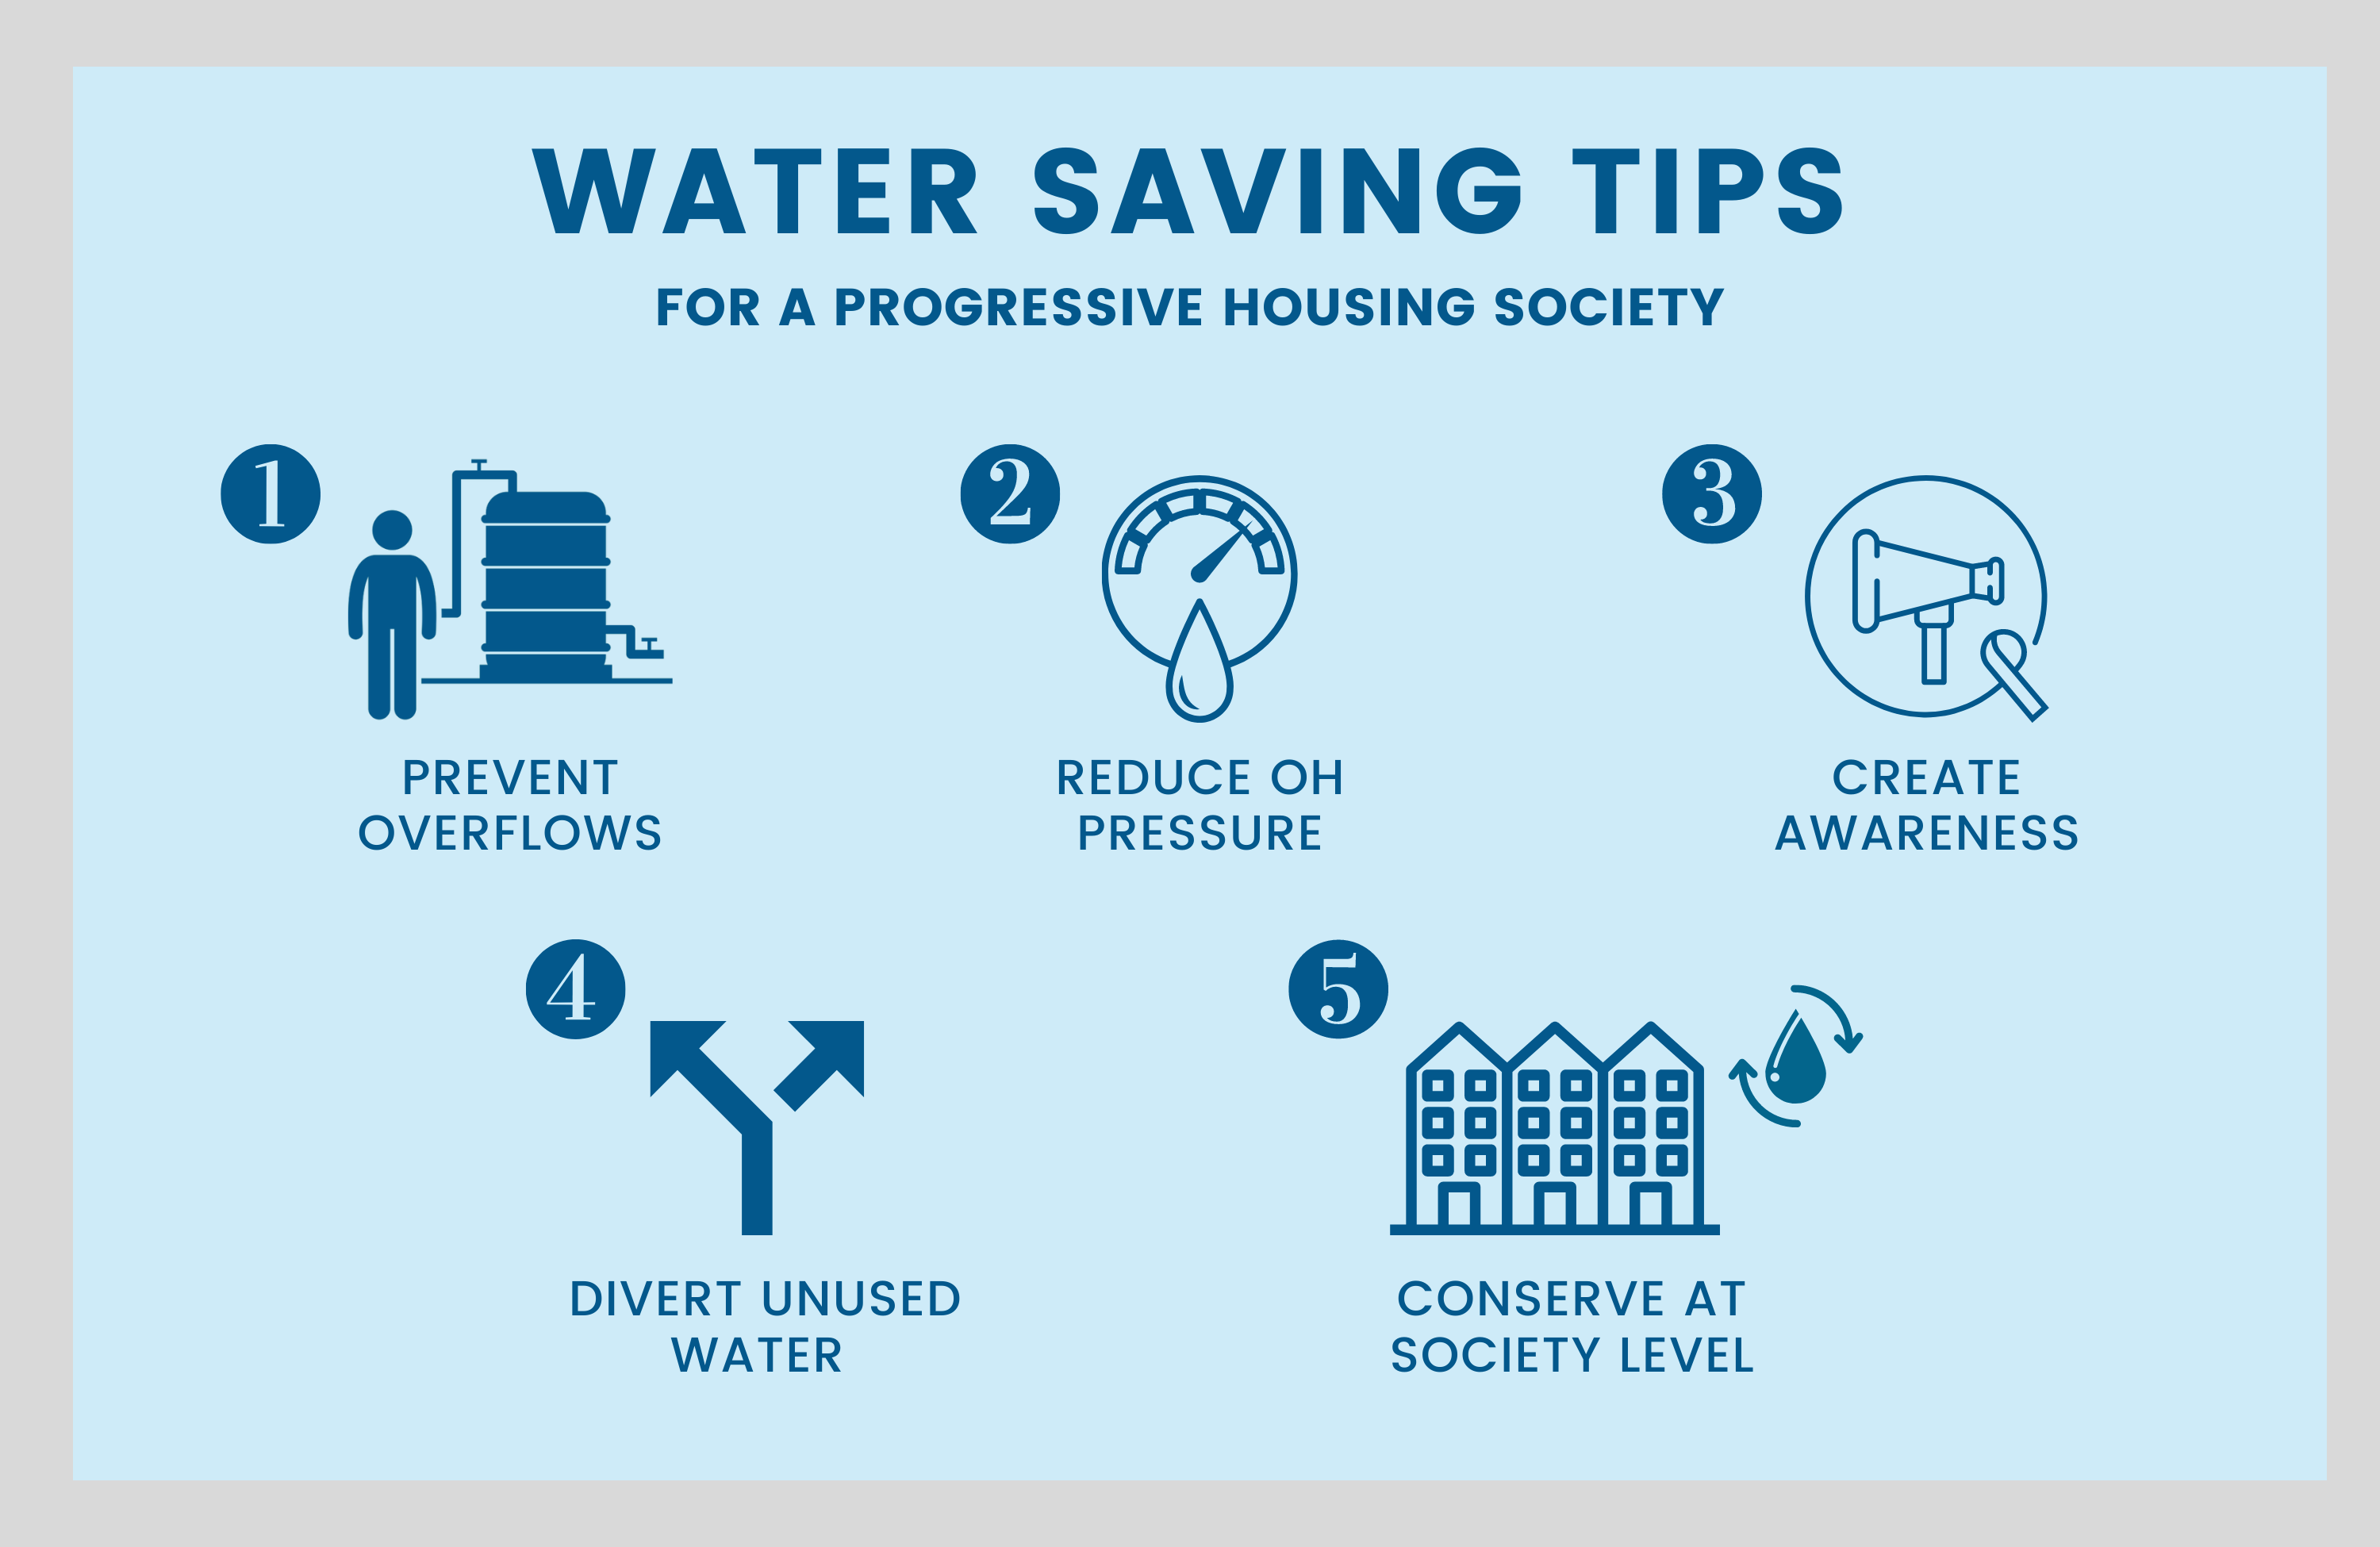 WATER SAVING TIPS
FOR A PROGRESSIVE HOUSING SOCIETY
1
PREVENT
OVERFLOWS
2
REDUCE OH
PRESSURE
3
CREATE
AWARENESS
4
DIVERT UNUSED
WATER
5
CONSERVE AT
SOCIETY LEVEL